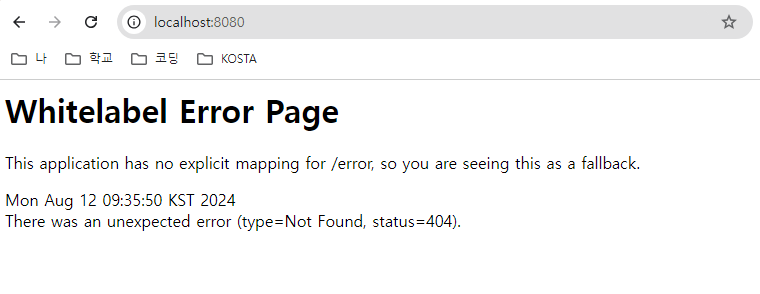 localhost:8080
나 학교 코딩 KOSTA
Whitelabel Error Page
This application has no explicit mapping for /error, so you are seeing this as a fallback.
Mon Aug 12 09:35:50 KST 2024
There was an unexpected error (type=Not Found, status=404).